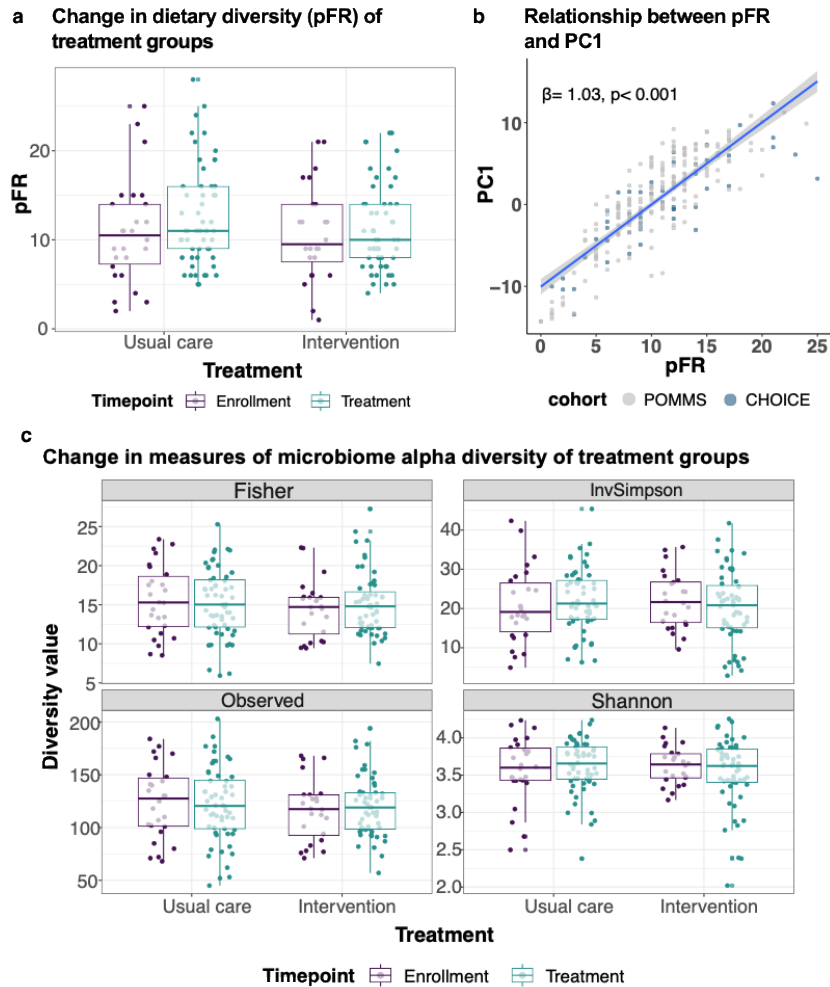 a Change in dietary diversity (pFR) of
treatment groups
pFR
20
10
0
Usual care Intervention
Treatment
Timepoint Enrollment Treatment
b Relationship between pFR
and PC1
β= 1.03, p< 0.001
PC1
10
0
−10
0 5 10 15 20 25
pFR
cohort POMMS CHOICE
c
Change in measures of microbiome alpha diversity of treatment groups
Diversity value
Fisher
25
20
15
10
5
InvSimpson
40
30
20
10
Observed
200
150
100
50
Shannon
4.0
3.5
3.0
2.5
2.0
Usual care Intervention Usual care Intervention
Treatment
Timepoint Enrollment Treatment